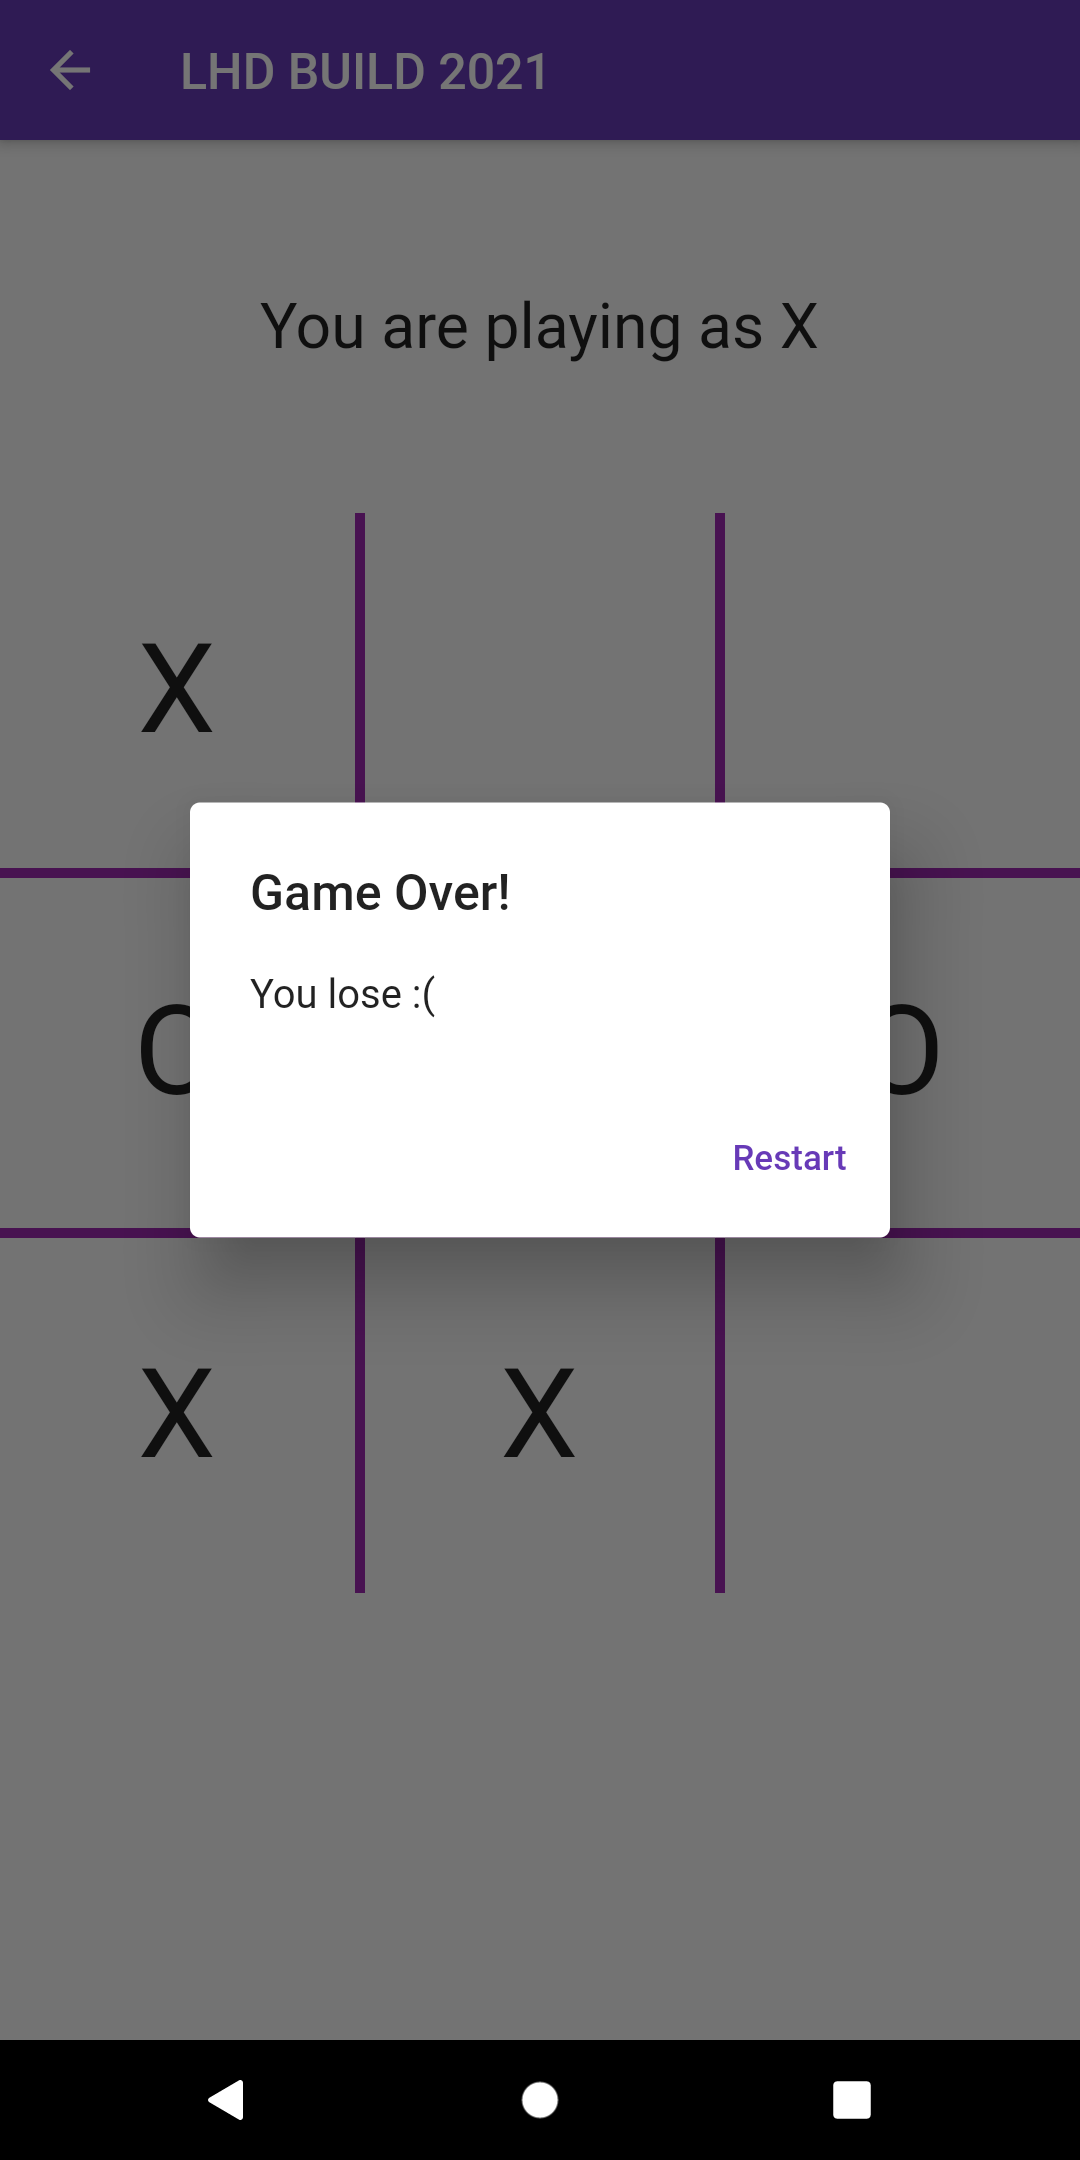 LHD BUILD 2021
You are playing as X
X
Game Over!
You lose :(
O O
Restart
X X